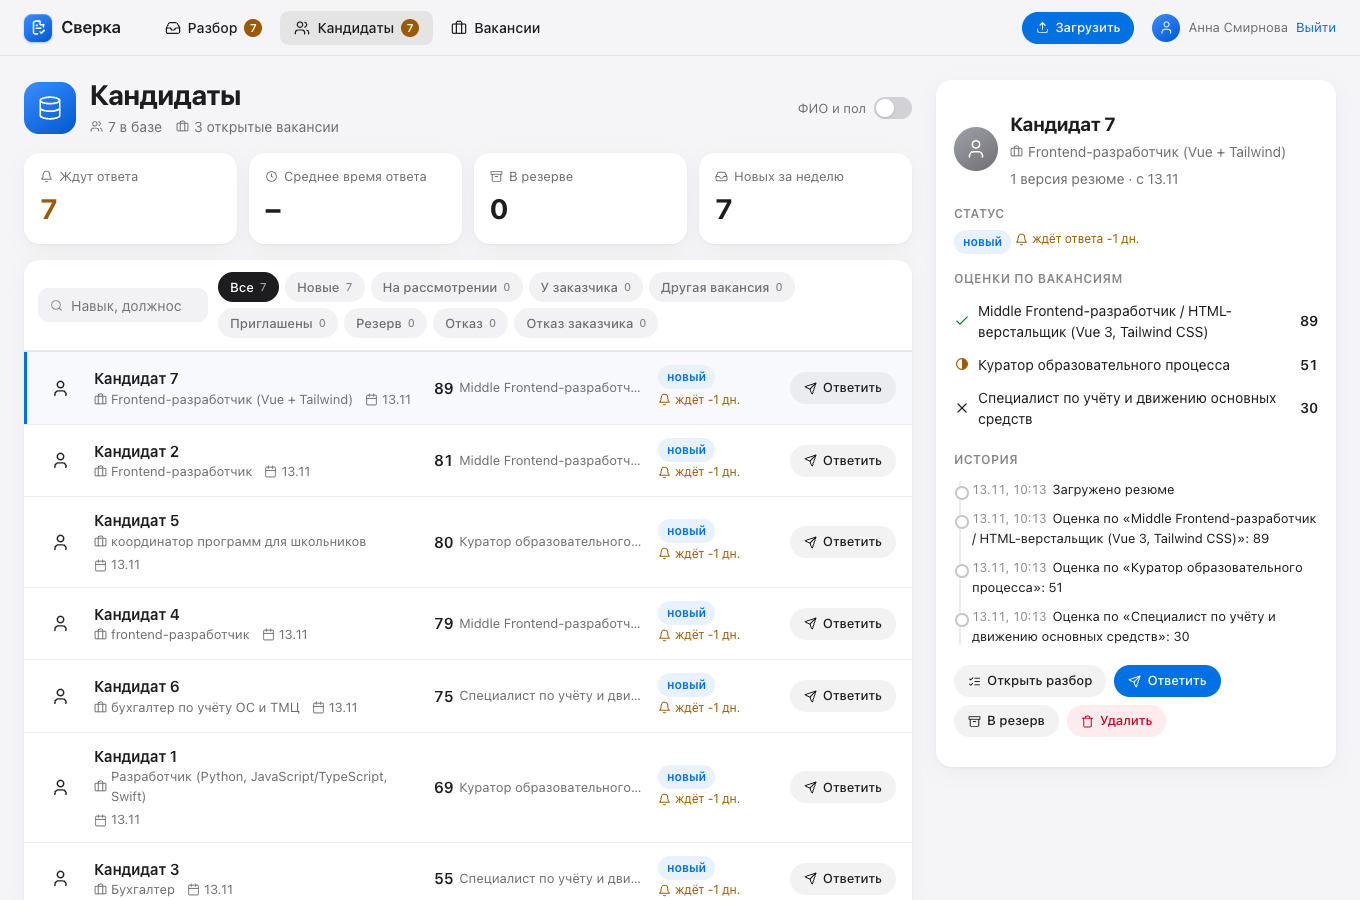 Сверка
Разбор 7
Кандидаты 7
Вакансии
Загрузить
Анна Смирнова Выйти
Кандидаты
7 в базе 3 открытые вакансии
ФИО и пол
Ждут ответа
7
Среднее время ответа
–
В резерве
0
Новых за неделю
7
Навык, должнос
Все 7 Новые 7 На рассмотрении 0 У заказчика 0 Другая вакансия 0
Приглашены 0 Резерв 0 Отказ 0 Отказ заказчика 0
Кандидат 7
Frontend-разработчик (Vue + Tailwind) 13.11
89 Middle Frontend-разработч...
новый
ждёт -1 дн.
Ответить
Кандидат 2
Frontend-разработчик 13.11
81 Middle Frontend-разработч...
новый
ждёт -1 дн.
Ответить
Кандидат 5
координатор программ для школьников
13.11
80 Куратор образовательного...
новый
ждёт -1 дн.
Ответить
Кандидат 4
frontend-разработчик 13.11
79 Middle Frontend-разработч...
новый
ждёт -1 дн.
Ответить
Кандидат 6
бухгалтер по учёту ОС и ТМЦ 13.11
75 Специалист по учёту и дви...
новый
ждёт -1 дн.
Ответить
Кандидат 1
Разработчик (Python, JavaScript/TypeScript,
Swift)
13.11
69 Куратор образовательного...
новый
ждёт -1 дн.
Ответить
Кандидат 3
Бухгалтер 13.11
55 Специалист по учёту и дви...
новый
ждёт -1 дн.
Ответить
Кандидат 7
Frontend-разработчик (Vue + Tailwind)
1 версия резюме · с 13.11
СТАТУС
новый ждёт ответа -1 дн.
ОЦЕНКИ ПО ВАКАНСИЯМ
Middle Frontend-разработчик / HTML-
верстальщик (Vue 3, Tailwind CSS)
89
Куратор образовательного процесса 51
Специалист по учёту и движению основных
средств
30
ИСТОРИЯ
13.11, 10:13 Загружено резюме
13.11, 10:13 Оценка по «Middle Frontend-разработчик
/ HTML-верстальщик (Vue 3, Tailwind CSS)»: 89
13.11, 10:13 Оценка по «Куратор образовательного
процесса»: 51
13.11, 10:13 Оценка по «Специалист по учёту и
движению основных средств»: 30
Открыть разбор Ответить
В резерв Удалить